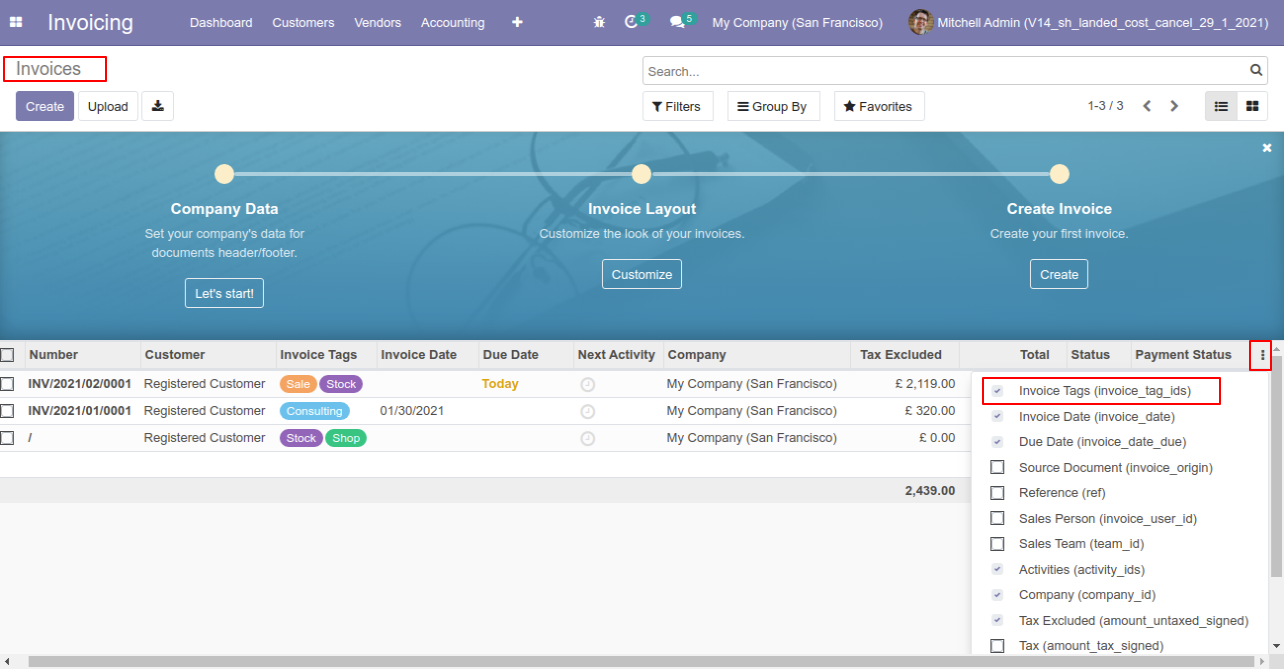 Invoicing Dashboard Customers Vendors Accounting + 3 5 My Company (San Francisco) Mitchell Admin (V14_sh_landed_cost_cancel_29_1_2021)
Invoices
Search...
Create Upload Filters Group By Favorites 1-3 / 3
Company Data
Set your company's data for
documents header/footer.
Let's start!
Invoice Layout
Customize the look of your invoices.
Customize
Create Invoice
Create your first invoice.
Create
Number Customer Invoice Tags Invoice Date Due Date Next Activity Company Tax Excluded Total Status Payment Status
INV/2021/02/0001 Registered Customer Sale Stock Today My Company (San Francisco) £ 2,119.00
INV/2021/01/0001 Registered Customer Consulting 01/30/2021 My Company (San Francisco) £ 320.00
/ Registered Customer Stock Shop My Company (San Francisco) £ 0.00
2,439.00
Invoice Tags (invoice_tag_ids)
Invoice Date (invoice_date)
Due Date (invoice_date_due)
Source Document (invoice_origin)
Reference (ref)
Sales Person (invoice_user_id)
Sales Team (team_id)
Activities (activity_ids)
Company (company_id)
Tax Excluded (amount_untaxed_signed)
Tax (amount_tax_signed)